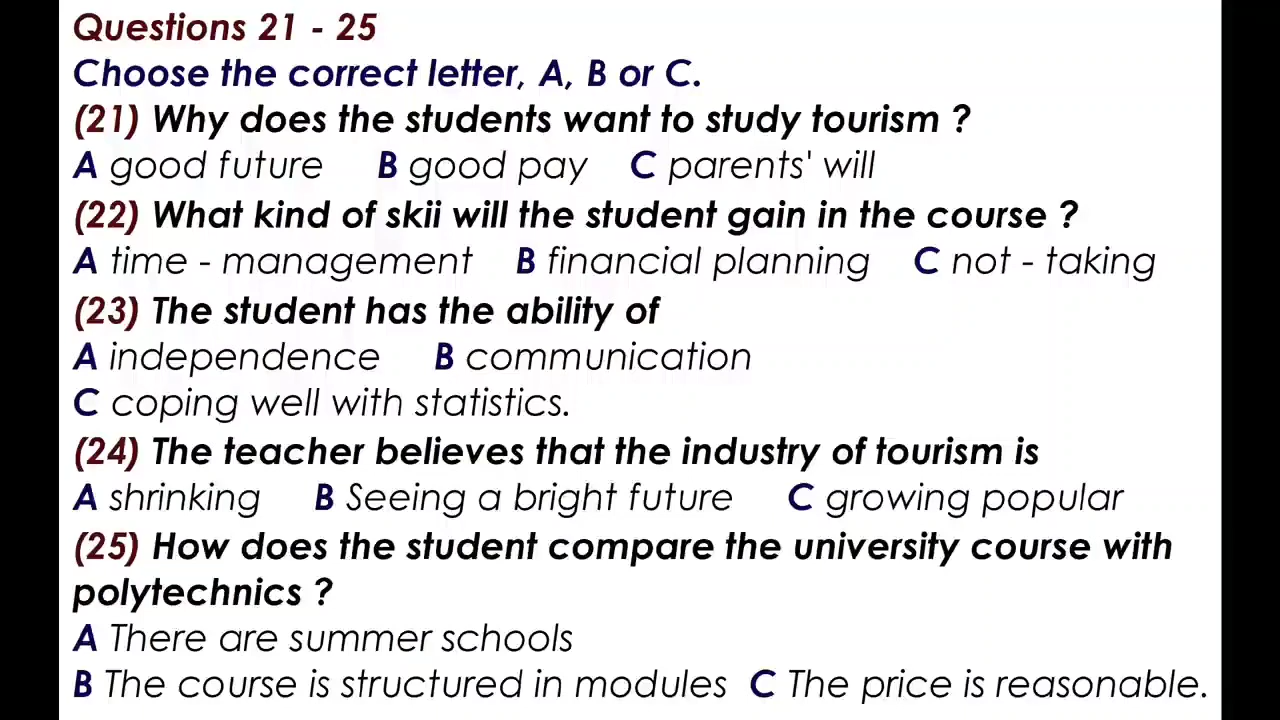 Questions 21 - 25
Choose the correct letter, A, B or C.
(21) Why does the students want to study tourism ?
A good future B good pay C parents' will
(22) What kind of skii will the student gain in the course ?
A time - management B financial planning C not - taking
(23) The student has the ability of
A independence B communication
C coping well with statistics.
(24) The teacher believes that the industry of tourism is
A shrinking B Seeing a bright future C growing popular
(25) How does the student compare the university course with
polytechnics ?
A There are summer schools
B The course is structured in modules C The price is reasonable.